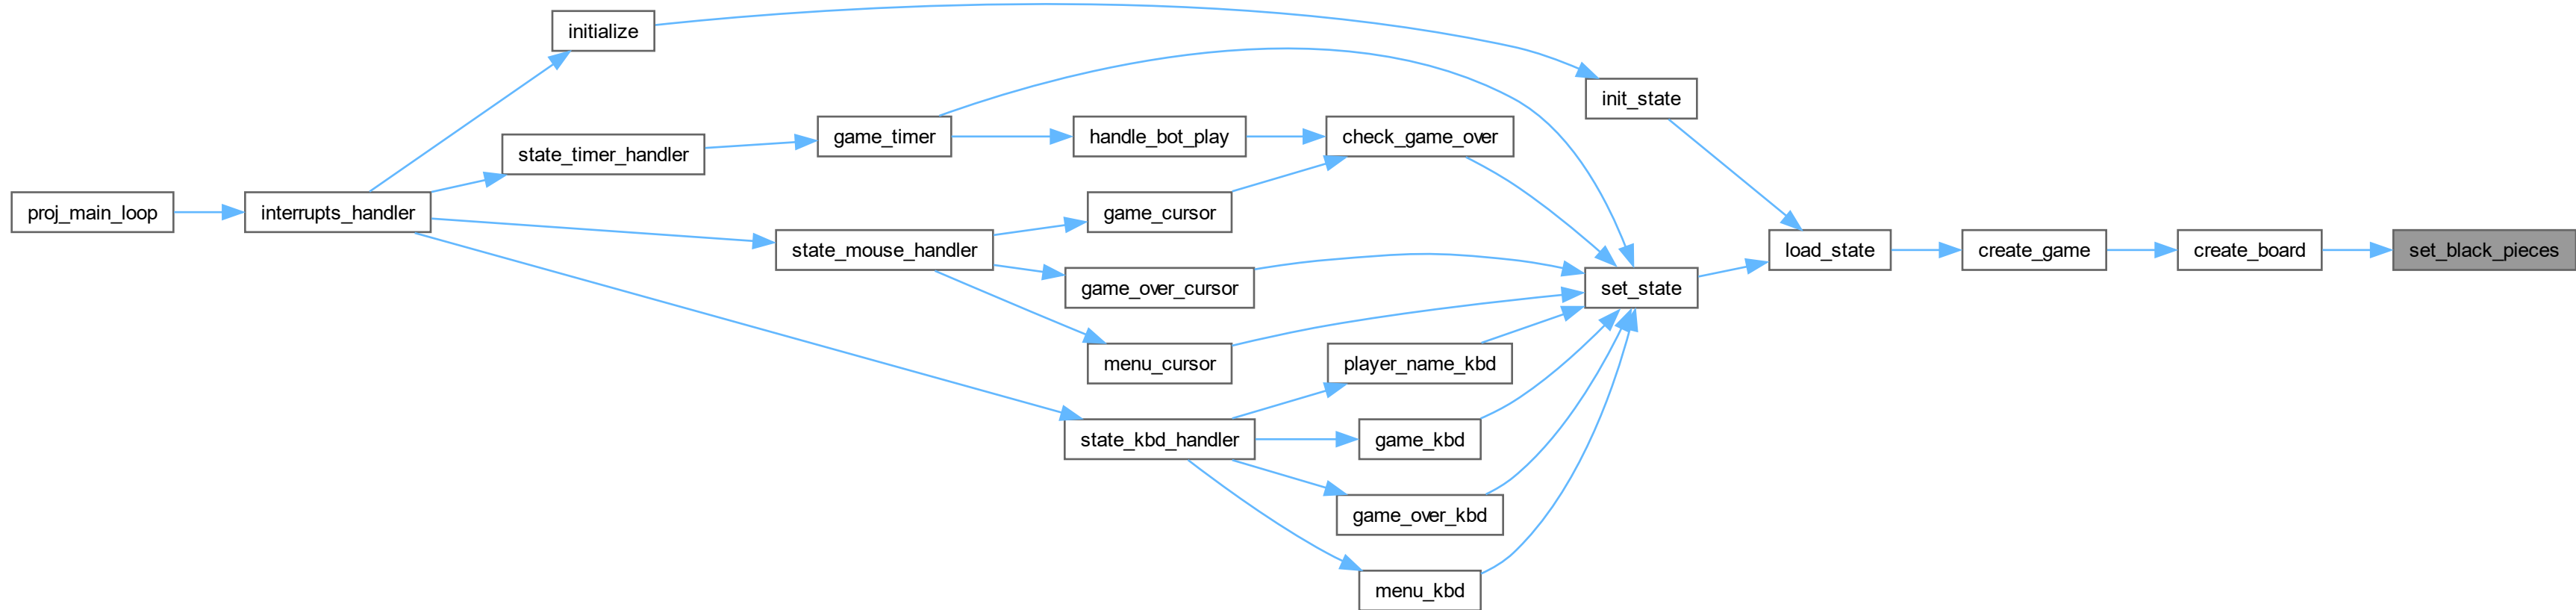 initialize
init_state
game_timer
handle_bot_play
check_game_over
state_timer_handler
proj_main_loop
interrupts_handler
game_cursor
state_mouse_handler
load_state
create_game
create_board
set_black_pieces
game_over_cursor
set_state
menu_cursor
player_name_kbd
state_kbd_handler
game_kbd
game_over_kbd
menu_kbd